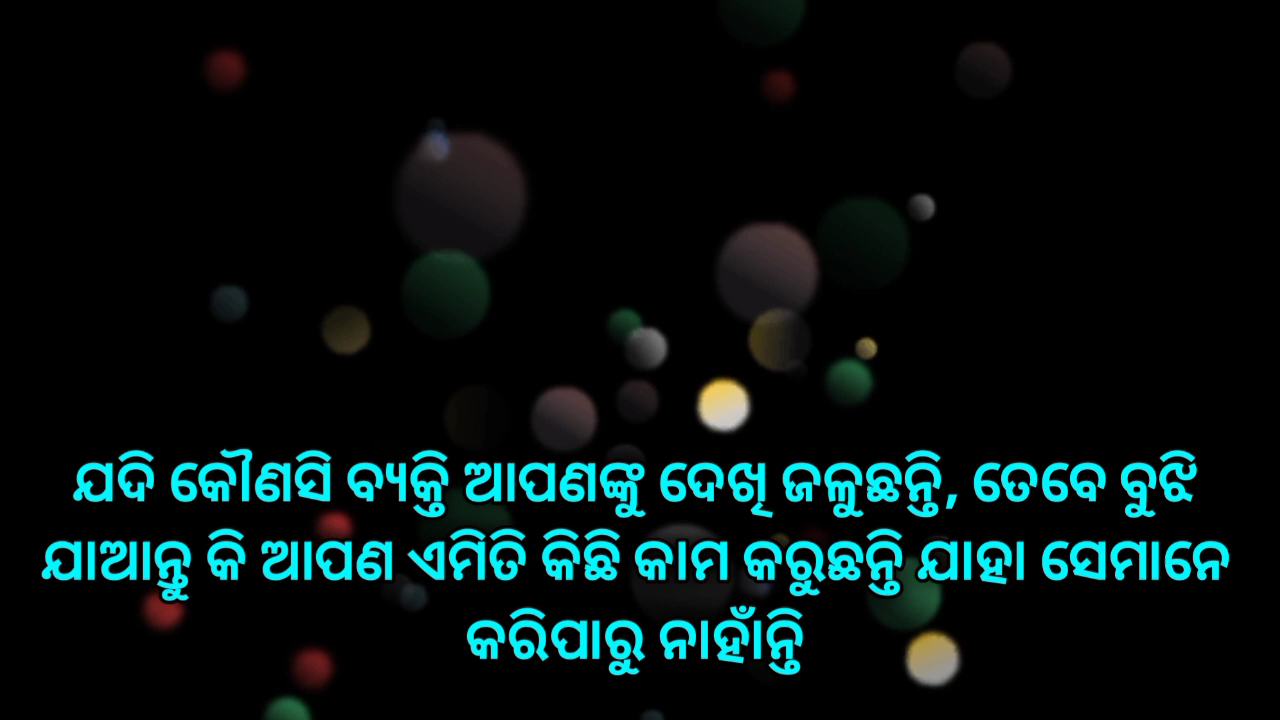 ଯଦି କୌଣସି ବ୍ୟକ୍ତି ଆପଣଙ୍କୁ ଦେଖି ଜଳୁଛନ୍ତି, ତେବେ ବୁଝି
ଯାଆନ୍ତୁ କି ଆପଣ ଏମିତି କିଛି କାମ କରୁଛନ୍ତି ଯାହା ସେମାନେ
କରିପାରୁ ନାହାଁନ୍ତି